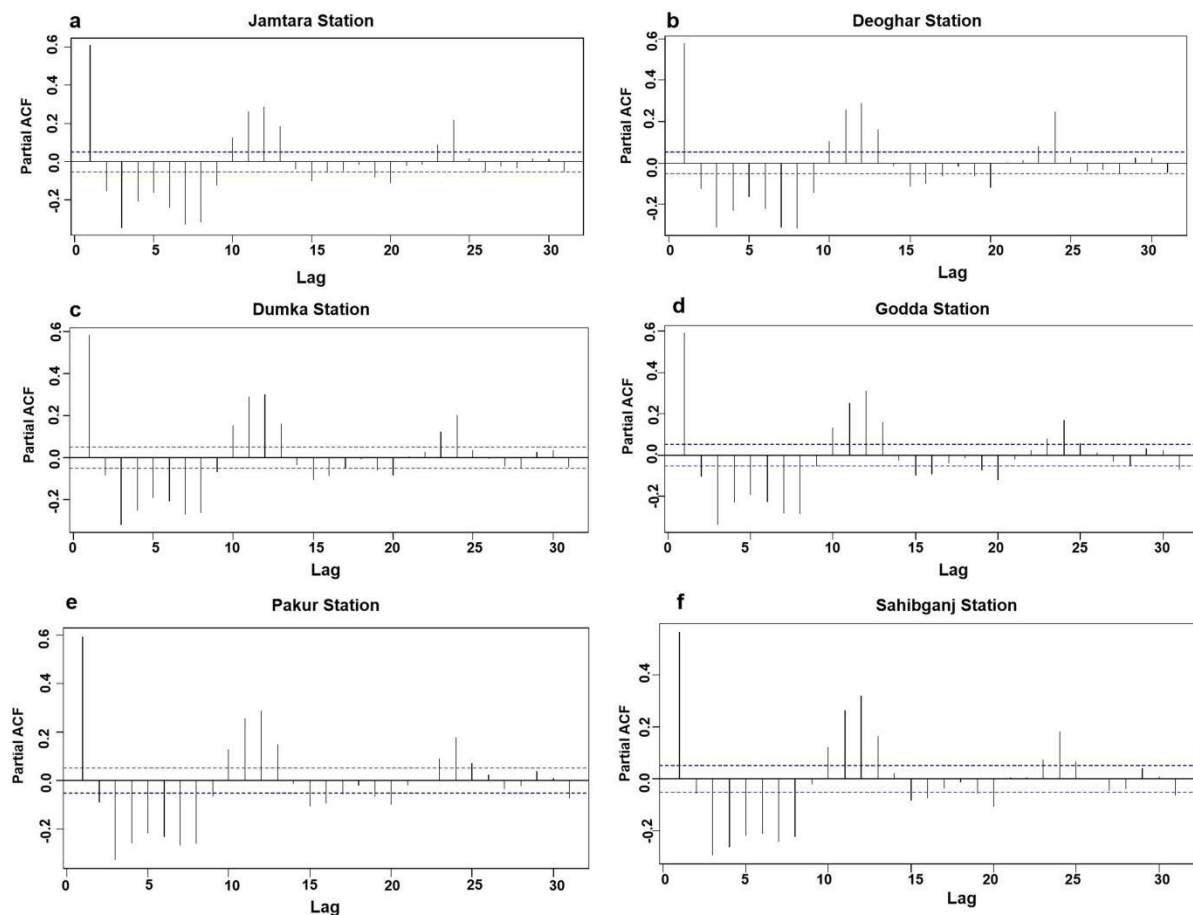 a
Jamtara Station
Partial ACF
-0.2 0.0 0.2 0.4 0.6
0 5 10 15 20 25 30
Lag
b
Deoghar Station
Partial ACF
-0.2 0.0 0.2 0.4 0.6
0 5 10 15 20 25 30
Lag
c
Dumka Station
Partial ACF
-0.2 0.0 0.2 0.4 0.6
0 5 10 15 20 25 30
Lag
d
Godda Station
Partial ACF
-0.2 0.0 0.2 0.4 0.6
0 5 10 15 20 25 30
Lag
e
Pakur Station
Partial ACF
-0.2 0.0 0.2 0.4 0.6
0 5 10 15 20 25 30
Lag
f
Sahibganj Station
Partial ACF
-0.2 0.0 0.2 0.4
0 5 10 15 20 25 30
Lag